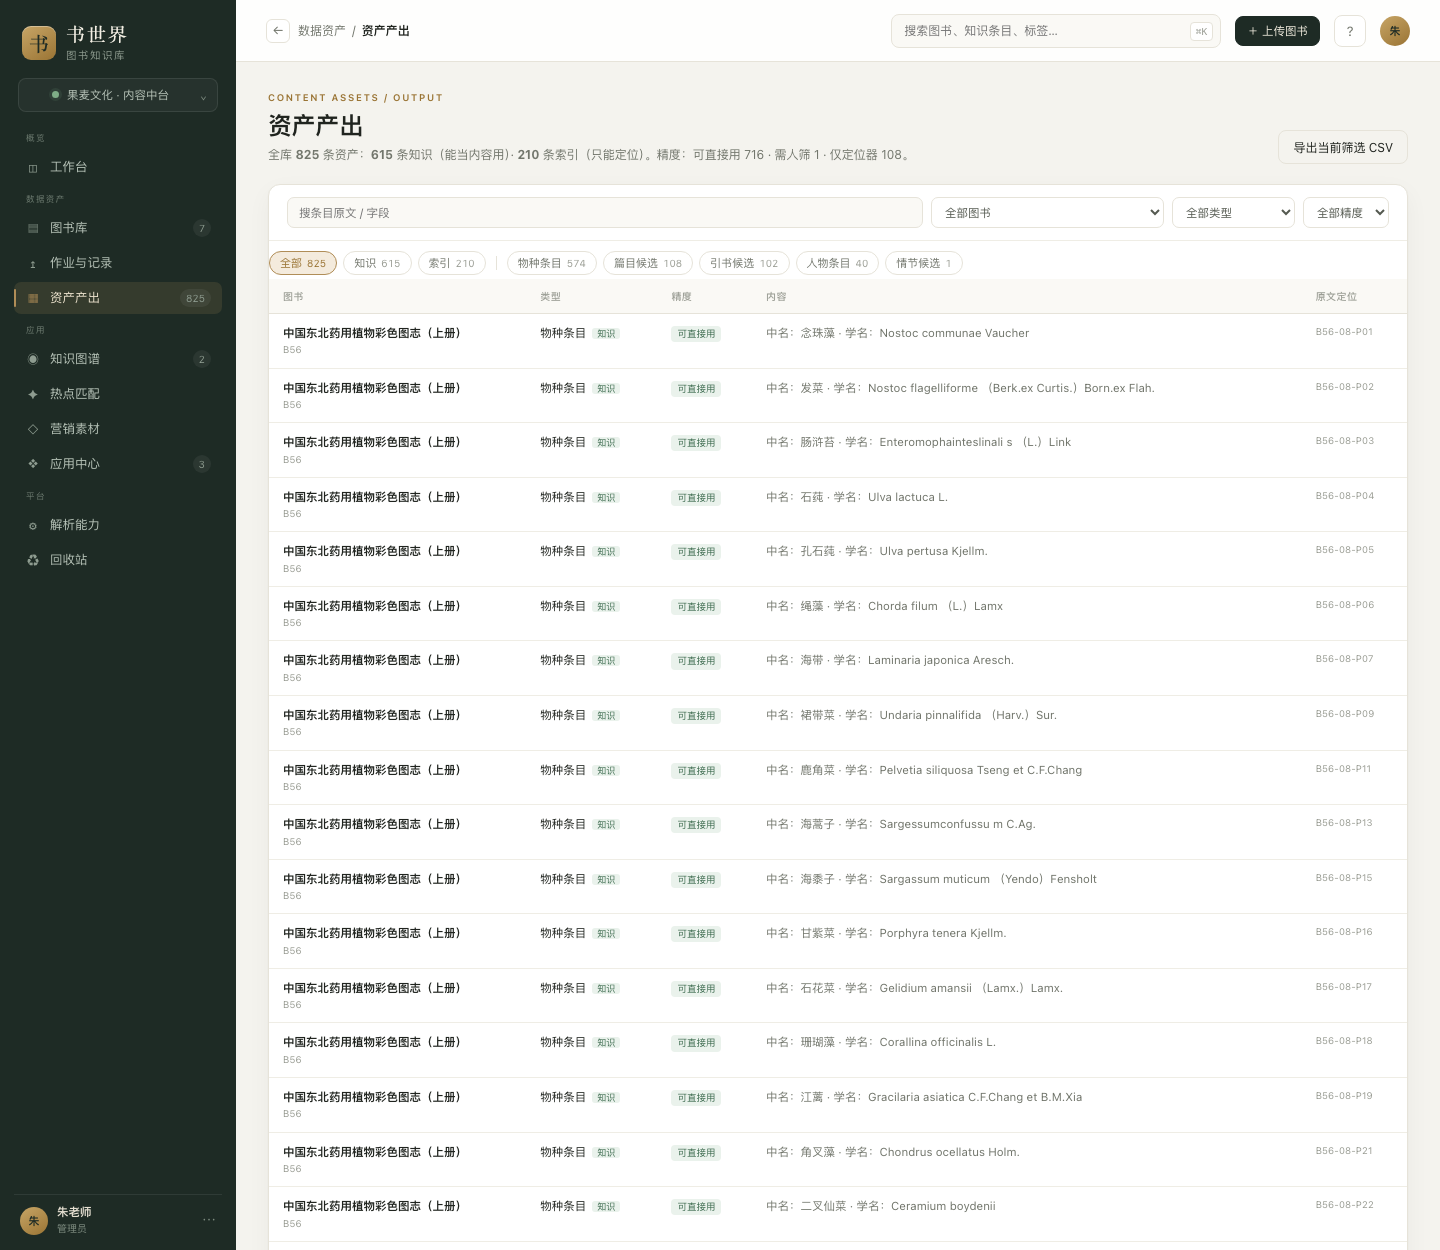 书
书世界
图书知识库
果麦文化 · 内容中台
概览
工作台
数据资产
图书库 7
作业与记录
资产产出 825
应用
知识图谱 2
热点匹配
营销素材
应用中心 3
平台
解析能力
回收站
朱
朱老师
管理员
← 数据资产 / 资产产出
搜索图书、知识条目、标签... ⌘K
+ 上传图书
?
朱
CONTENT ASSETS / OUTPUT
资产产出
全库 825 条资产：615 条知识（能当内容用）· 210 条索引（只能定位）。精度：可直接用 716 · 需人筛 1 · 仅定位器 108。
导出当前筛选 CSV
搜条目原文 / 字段
全部图书
全部类型
全部精度
全部 825 知识 615 索引 210 物种条目 574 篇目候选 108 引书候选 102 人物条目 40 情节候选 1
图书 类型 精度 内容 原文定位
中国东北药用植物彩色图志（上册） 物种条目 知识 可直接用 中名：念珠藻 · 学名：Nostoc communae Vaucher B56-08-P01
B56
中国东北药用植物彩色图志（上册） 物种条目 知识 可直接用 中名：发菜 · 学名：Nostoc flagelliforme （Berk.ex Curtis.）Born.ex Flah. B56-08-P02
B56
中国东北药用植物彩色图志（上册） 物种条目 知识 可直接用 中名：肠浒苔 · 学名：Enteromophainteslinali s （L.）Link B56-08-P03
B56
中国东北药用植物彩色图志（上册） 物种条目 知识 可直接用 中名：石莼 · 学名：Ulva lactuca L. B56-08-P04
B56
中国东北药用植物彩色图志（上册） 物种条目 知识 可直接用 中名：孔石莼 · 学名：Ulva pertusa Kjellm. B56-08-P05
B56
中国东北药用植物彩色图志（上册） 物种条目 知识 可直接用 中名：绳藻 · 学名：Chorda filum （L.）Lamx B56-08-P06
B56
中国东北药用植物彩色图志（上册） 物种条目 知识 可直接用 中名：海带 · 学名：Laminaria japonica Aresch. B56-08-P07
B56
中国东北药用植物彩色图志（上册） 物种条目 知识 可直接用 中名：裙带菜 · 学名：Undaria pinnalifida （Harv.）Sur. B56-08-P09
B56
中国东北药用植物彩色图志（上册） 物种条目 知识 可直接用 中名：鹿角菜 · 学名：Pelvetia siliquosa Tseng et C.F.Chang B56-08-P11
B56
中国东北药用植物彩色图志（上册） 物种条目 知识 可直接用 中名：海蒿子 · 学名：Sargessumconfussu m C.Ag. B56-08-P13
B56
中国东北药用植物彩色图志（上册） 物种条目 知识 可直接用 中名：海黍子 · 学名：Sargassum muticum （Yendo）Fensholt B56-08-P15
B56
中国东北药用植物彩色图志（上册） 物种条目 知识 可直接用 中名：甘紫菜 · 学名：Porphyra tenera Kjellm. B56-08-P16
B56
中国东北药用植物彩色图志（上册） 物种条目 知识 可直接用 中名：石花菜 · 学名：Gelidium amansii （Lamx.）Lamx. B56-08-P17
B56
中国东北药用植物彩色图志（上册） 物种条目 知识 可直接用 中名：珊瑚藻 · 学名：Corallina officinalis L. B56-08-P18
B56
中国东北药用植物彩色图志（上册） 物种条目 知识 可直接用 中名：江蓠 · 学名：Gracilaria asiatica C.F.Chang et B.M.Xia B56-08-P19
B56
中国东北药用植物彩色图志（上册） 物种条目 知识 可直接用 中名：角叉藻 · 学名：Chondrus ocellatus Holm. B56-08-P21
B56
中国东北药用植物彩色图志（上册） 物种条目 知识 可直接用 中名：二叉仙菜 · 学名：Ceramium boydenii B56-08-P22
B56